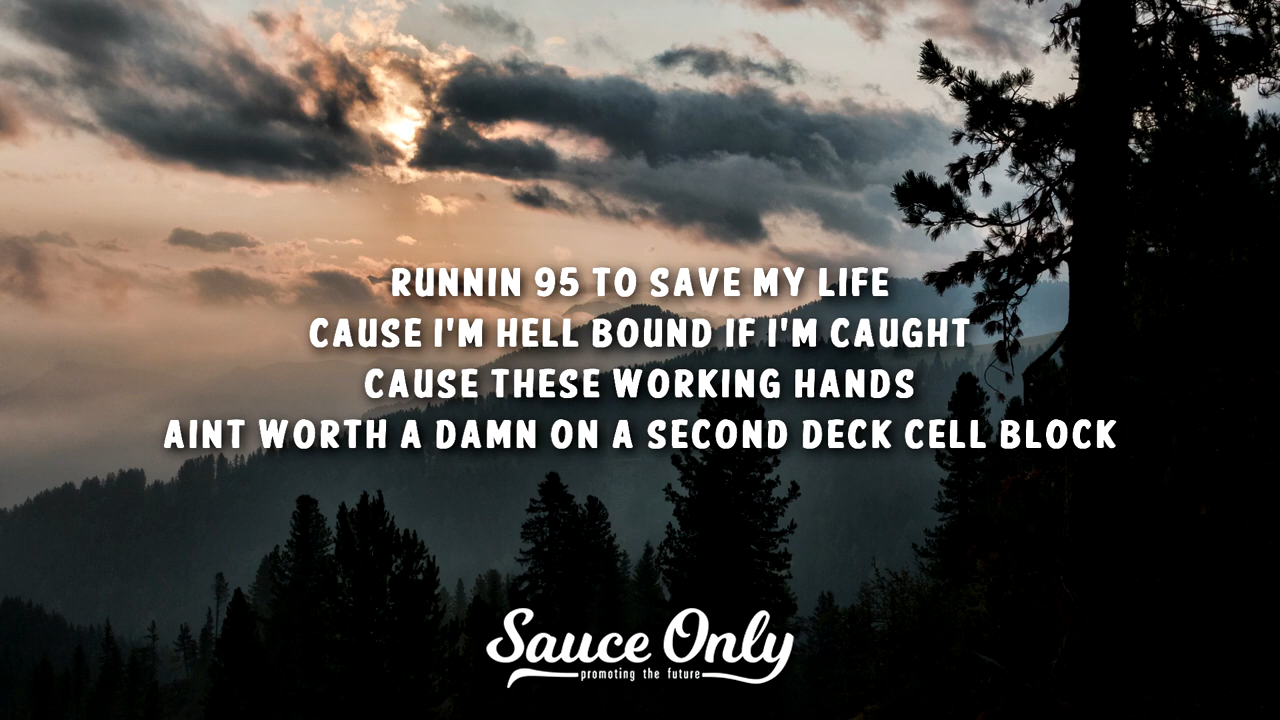 RUNNIN 95 TO SAVE MY LIFE
CAUSE I'M HELL BOUND IF I'M CAUGHT
CAUSE THESE WORKING HANDS
AINT WORTH A DAMN ON A SECOND DECK CELL BLOCK
Sauce Only
promoting the future